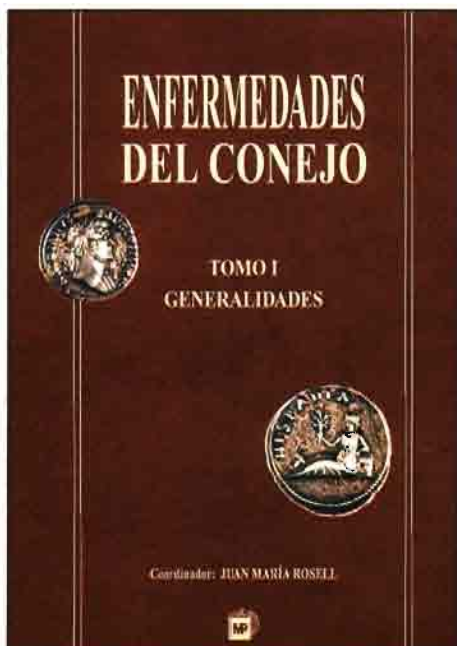 ENFERMEDADES
DEL CONEJO
TOMO I
GENERALIDADES
HISPANIA
Coordinador: JUAN MARÍA ROSELL
MP